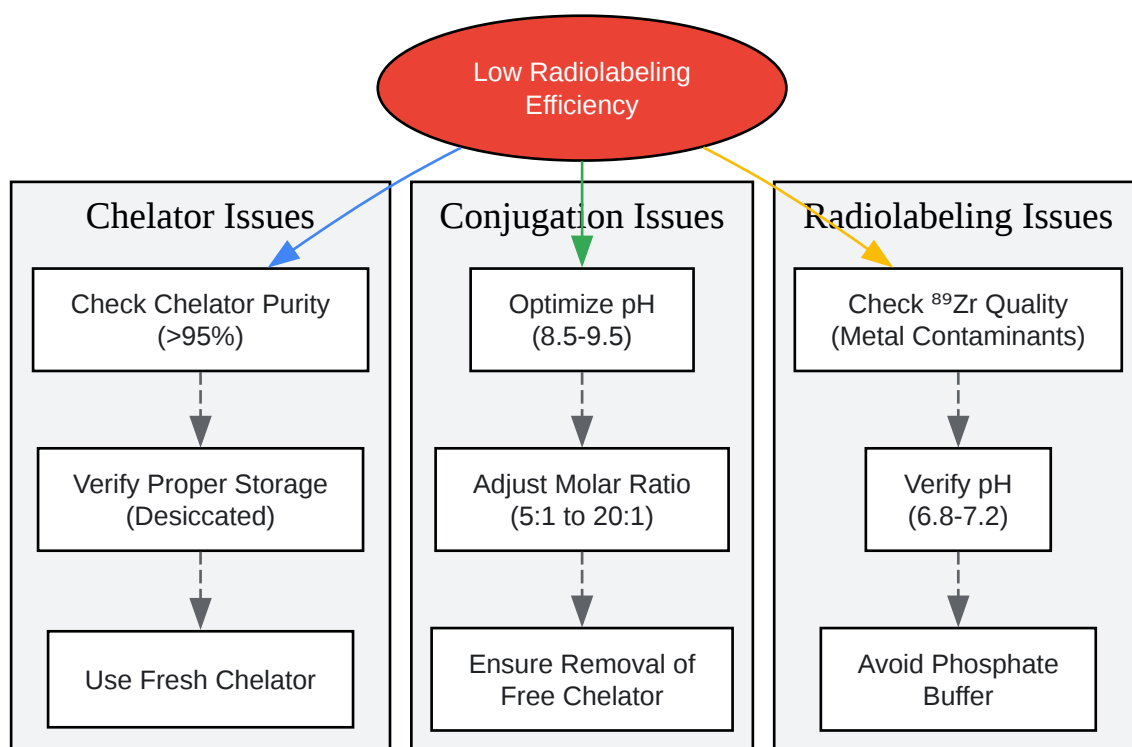 Low Radiolabeling
Efficiency
Chelator Issues
Check Chelator Purity
(>95%)
Verify Proper Storage
(Desiccated)
Use Fresh Chelator
Conjugation Issues
Optimize pH
(8.5-9.5)
Adjust Molar Ratio
(5:1 to 20:1)
Ensure Removal of
Free Chelator
Radiolabeling Issues
Check ⁸⁹Zr Quality
(Metal Contaminants)
Verify pH
(6.8-7.2)
Avoid Phosphate
Buffer